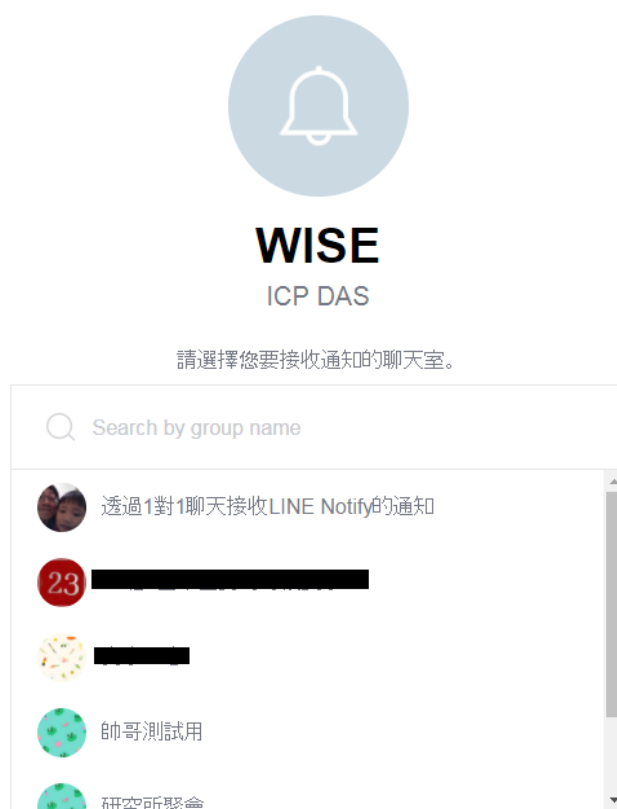 WISE
ICP DAS
請選擇您要接收通知的聊天室。
Search by group name
透過1對1聊天接收LINE Notify的通知
23
帥哥測試用
研究所聚會